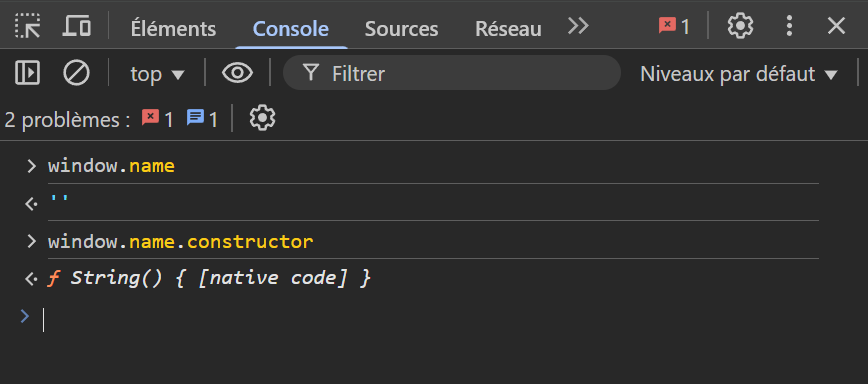 Éléments Console Sources Réseau 1
top Filtrer Niveaux par défaut
2 problèmes : 1 1
window.name
''
window.name.constructor
ƒ String() { [native code] }